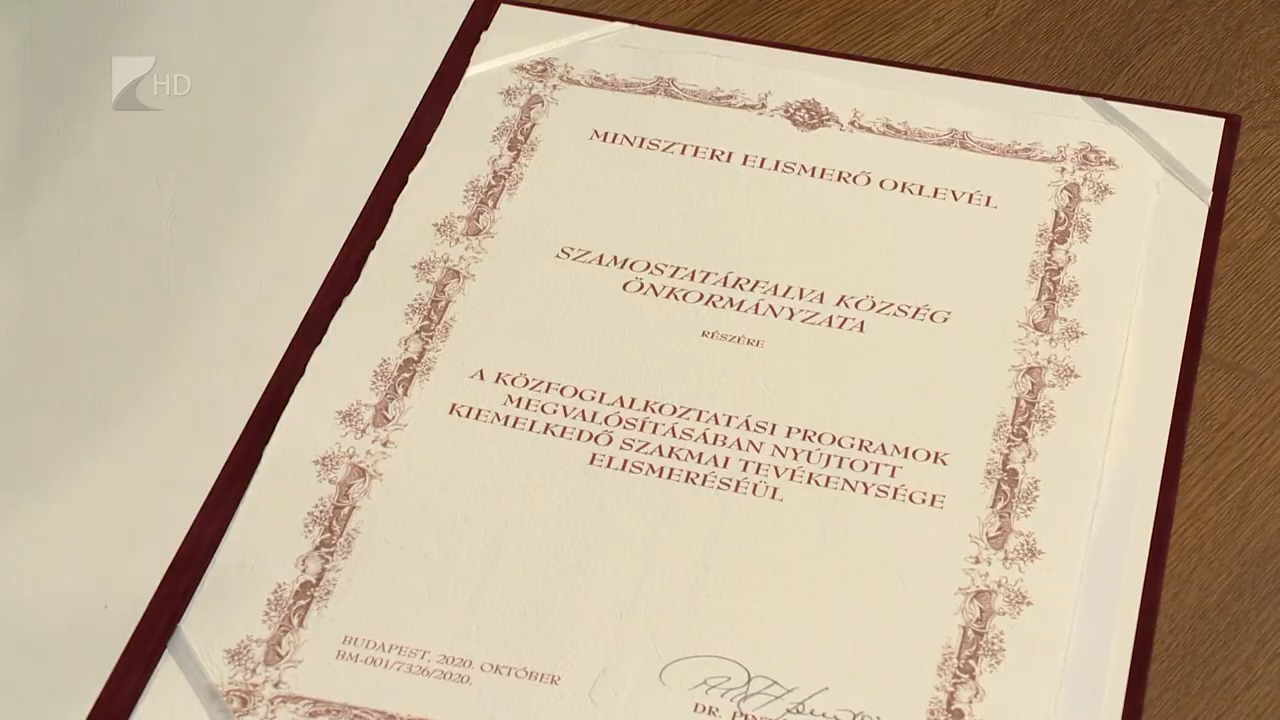 HD
MINISZTERI ELISMERŐ OKLEVÉL
SZAMOSTATÁRFALVA KÖZSÉG
ÖNKORMÁNYZATA
RÉSZÉRE
A KÖZFOGLALKOZTATÁSI PROGRAMOK
MEGVALÓSÍTÁSÁBAN NYÚJTOTT
KIEMELKEDŐ SZAKMAI TEVÉKENYSÉGE
ELISMERÉSÉÜL
BUDAPEST, 2020. OKTÓBER
BM-001/7326/2020.
DR.